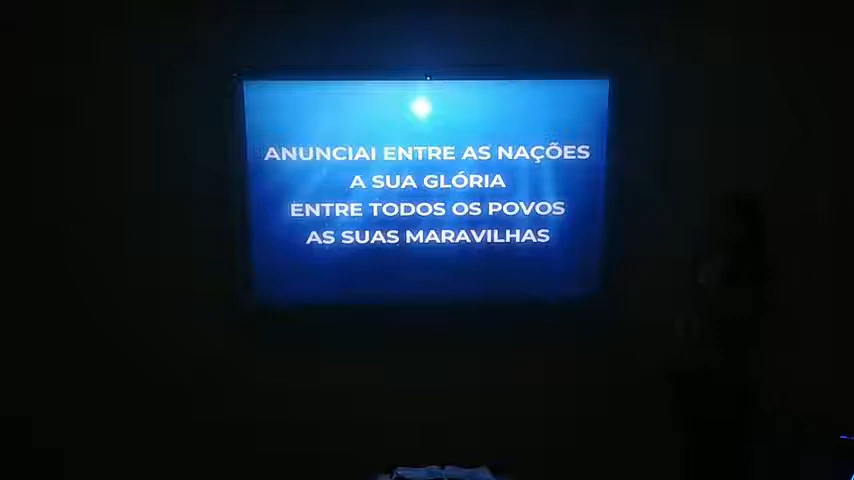 ANUNCIAI ENTRE AS NAÇÕES
A SUA GLÓRIA
ENTRE TODOS OS POVOS
AS SUAS MARAVILHAS